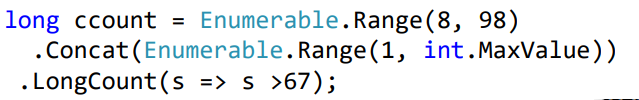 long ccount = Enumerable.Range(8, 98)
.Concat(Enumerable.Range(1, int.MaxValue))
.LongCount(s => s >67);